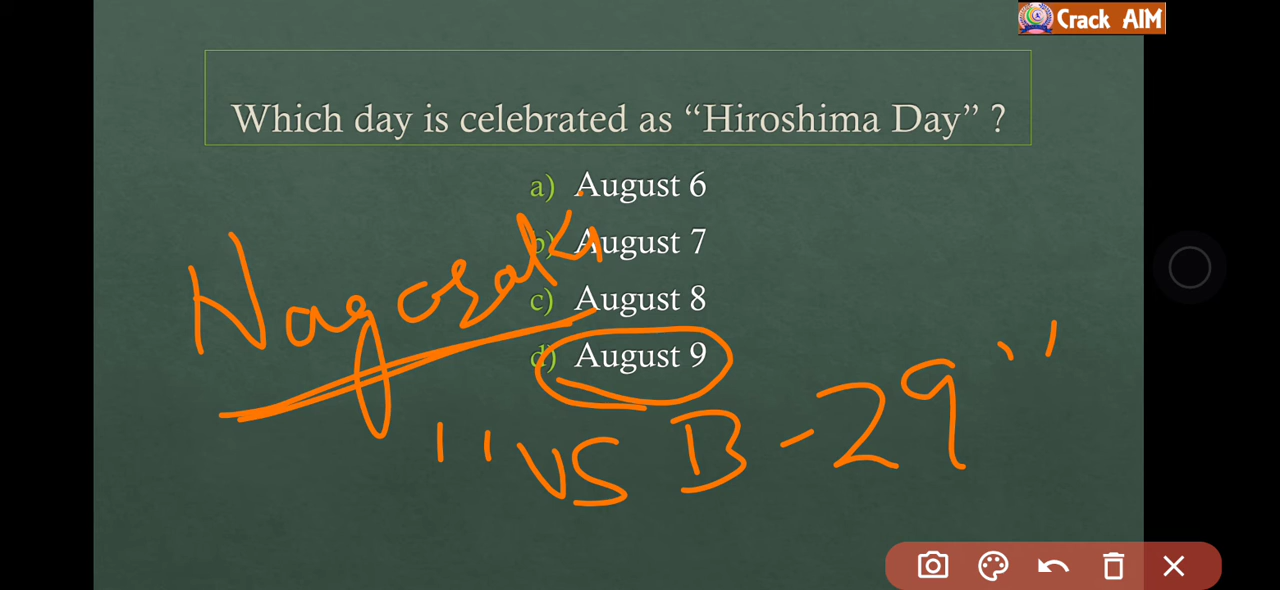 Crack AIM
Which day is celebrated as “Hiroshima Day” ?
a) August 6
b) August 7
c) August 8
d) August 9
Nagosaki
"US B-29"